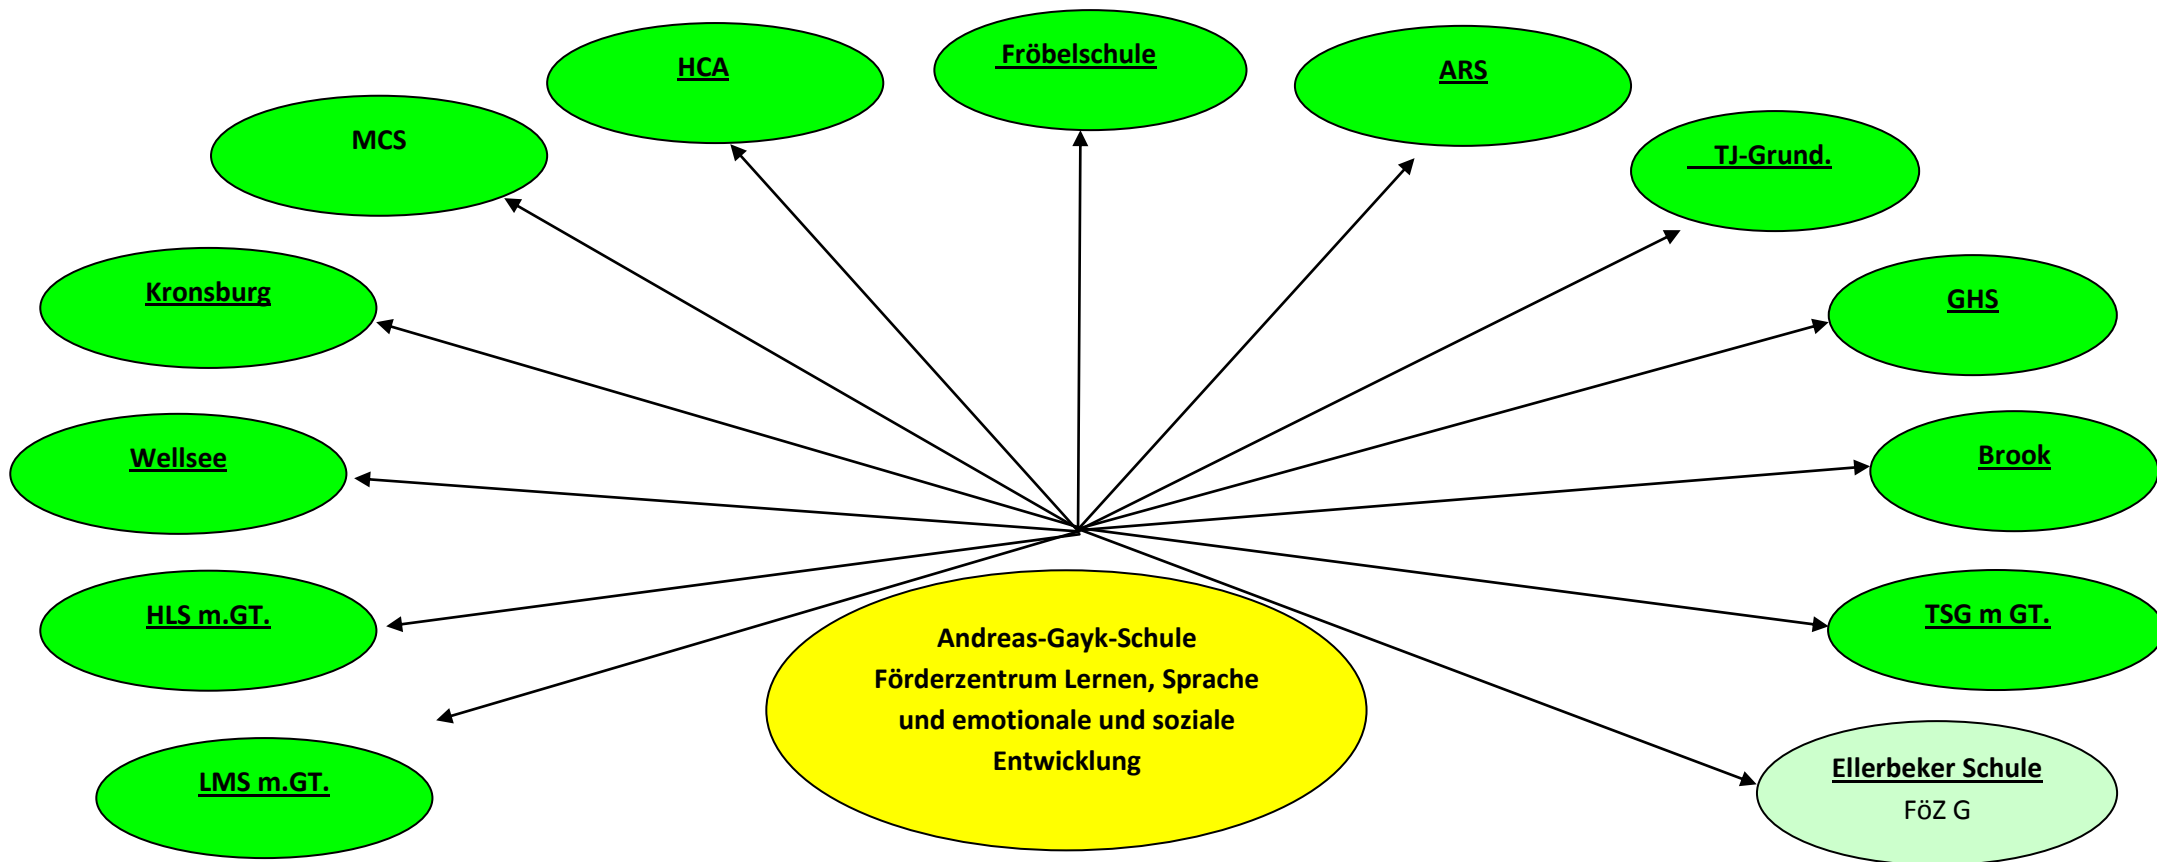 HCA
Fröbelschule
ARS
MCS
TJ-Grund.
Kronsburg
GHS
Wellsee
Brook
HLS m.GT.
TSG m GT.
Andreas-Gayk-Schule
Förderzentrum Lernen, Sprache
und emotionale und soziale
Entwicklung
LMS m.GT.
Ellerbeker Schule
FöZ G